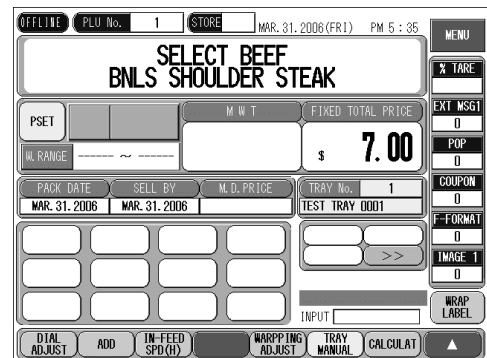 OFFLINE PLU No. 1 STORE MAR. 31. 2006(FRI) PM 5 : 35
MENU
SELECT BEEF
BNLS SHOULDER STEAK
% TARE
PSET
M W T
FIXED TOTAL PRICE
EXT MSG1
0
$ 7.00
POP
0
W. RANGE ------ ~ ------
PACK DATE SELL BY M.D.PRICE TRAY No. 1
COUPON
0
MAR. 31. 2006 MAR. 31. 2006 TEST TRAY 0001
F-FORMAT
0
>>
IMAGE 1
0
INPUT
WRAP
LABEL
DIAL
ADJUST
ADD
IN-FEED
SPD(H)
WARPPING
ADJUST
TRAY
MANUAL
CALCULAT
▲